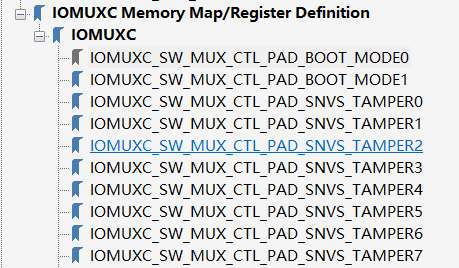 IOMUXC Memory Map/Register Definition
IOMUXC
IOMUXC_SW_MUX_CTL_PAD_BOOT_MODE0
IOMUXC_SW_MUX_CTL_PAD_BOOT_MODE1
IOMUXC_SW_MUX_CTL_PAD_SNVS_TAMPER0
IOMUXC_SW_MUX_CTL_PAD_SNVS_TAMPER1
IOMUXC_SW_MUX_CTL_PAD_SNVS_TAMPER2
IOMUXC_SW_MUX_CTL_PAD_SNVS_TAMPER3
IOMUXC_SW_MUX_CTL_PAD_SNVS_TAMPER4
IOMUXC_SW_MUX_CTL_PAD_SNVS_TAMPER5
IOMUXC_SW_MUX_CTL_PAD_SNVS_TAMPER6
IOMUXC_SW_MUX_CTL_PAD_SNVS_TAMPER7